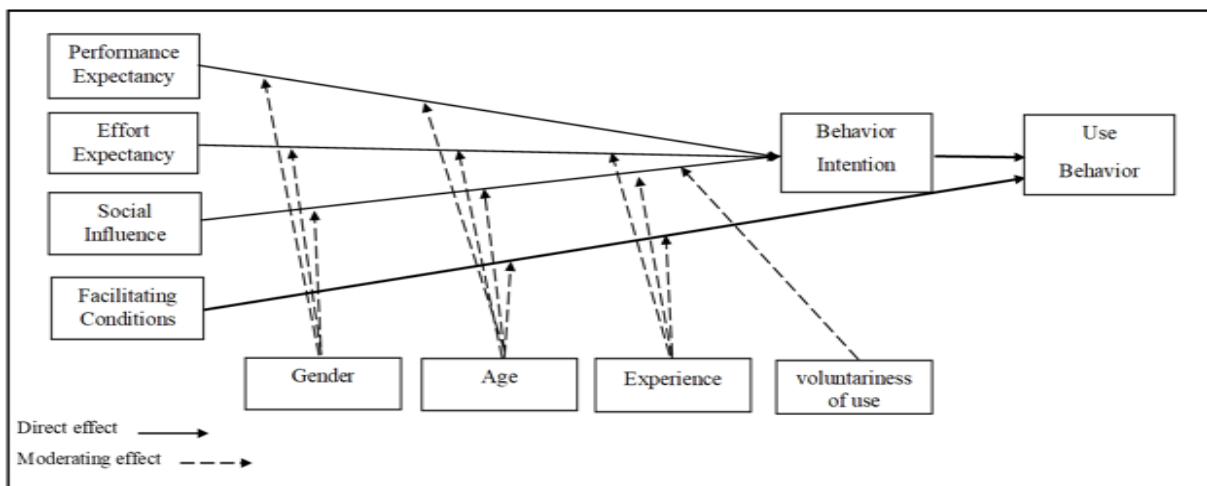 Performance
Expectancy
Effort
Expectancy
Social
Influence
Facilitating
Conditions
Behavior
Intention
Use
Behavior
Gender
Age
Experience
voluntariness
of use
Direct effect
Moderating effect